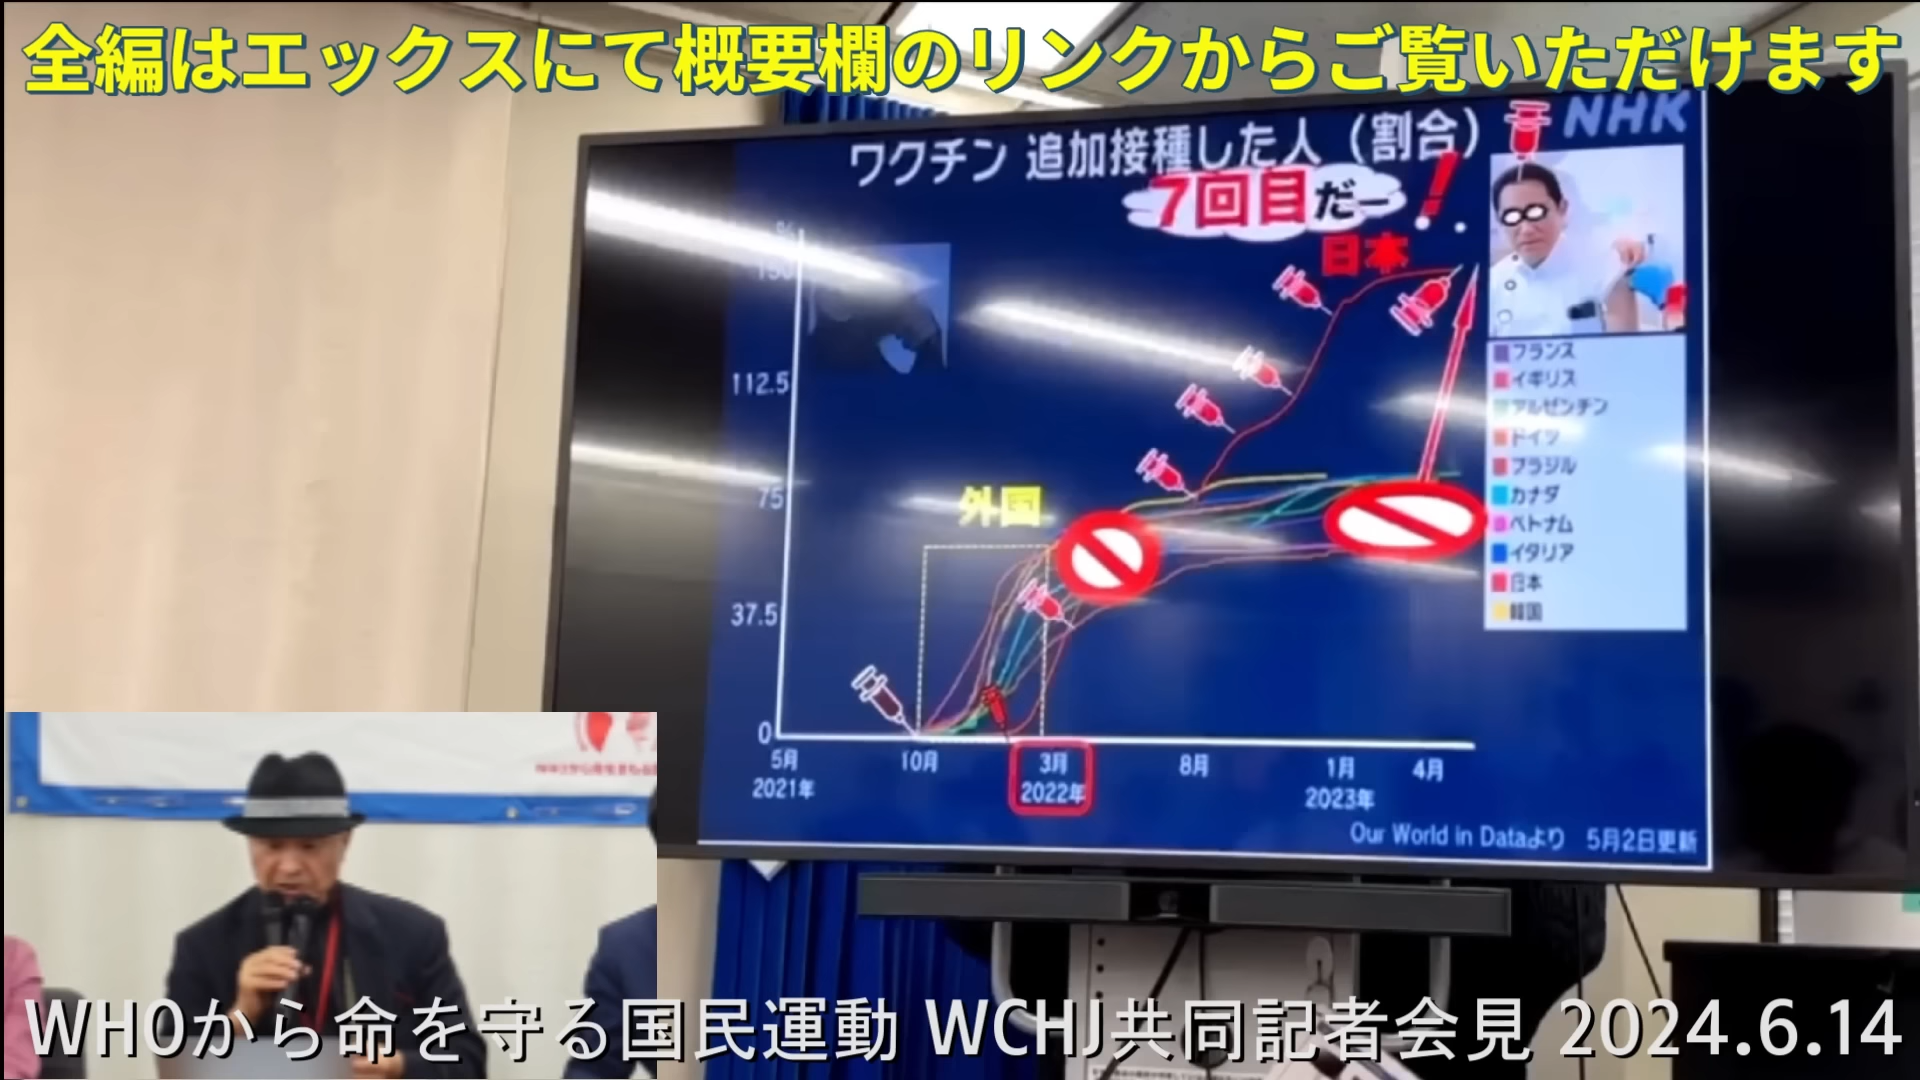 全編はエックスにて概要欄のリンクからご覧いただけます
NHK
ワクチン 追加接種した人（割合）
7回目だー！
日本
%
150
112.5
75
37.5
0
外国
フランス
イギリス
アルゼンチン
ドイツ
ブラジル
カナダ
ベトナム
イタリア
日本
韓国
5月
2021年
10月
3月
2022年
8月
1月
2023年
4月
Our World in Dataより 5月2日更新
WHOから命を守る国民運動 WCHJ共同記者会見 2024.6.14